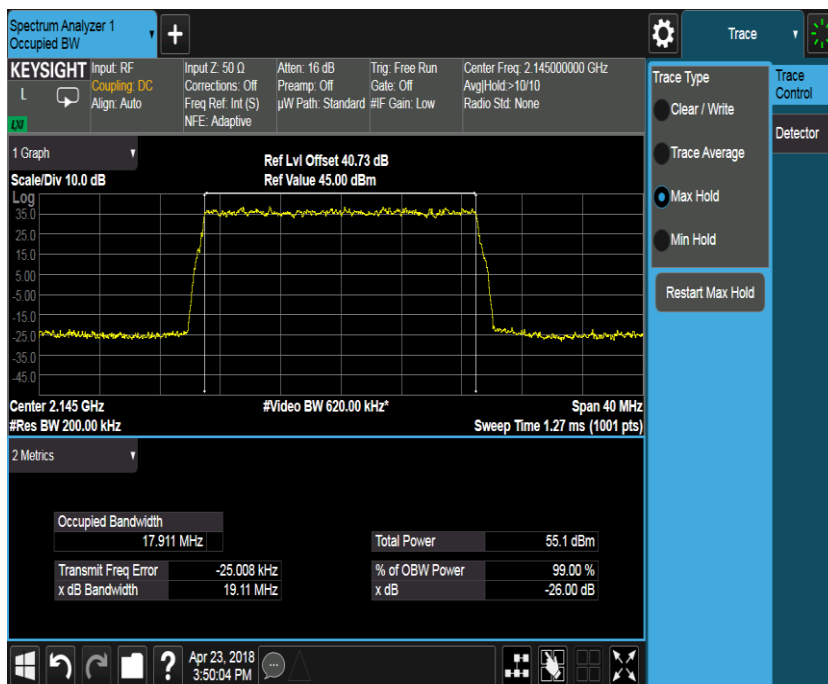 Spectrum Analyzer 1
Occupied BW
+
Trace
KEYSIGHT
L
LXI
Input: RF
Coupling: DC
Align: Auto
Input Z: 50 Ω
Corrections: Off
Freq Ref: Int (S)
NFE: Adaptive
Atten: 16 dB
Preamp: Off
µW Path: Standard
Trig: Free Run
Gate: Off
#IF Gain: Low
Center Freq: 2.145000000 GHz
Avg|Hold:>10/10
Radio Std: None
1 Graph
Scale/Div 10.0 dB
Ref Lvl Offset 40.73 dB
Ref Value 45.00 dBm
Log
35.0
25.0
15.0
5.00
-5.00
-15.0
-25.0
-35.0
-45.0
Center 2.145 GHz
#Video BW 620.00 kHz*
Span 40 MHz
#Res BW 200.00 kHz
Sweep Time 1.27 ms (1001 pts)
2 Metrics
Occupied Bandwidth
17.911 MHz
Total Power 55.1 dBm
Transmit Freq Error -25.008 kHz
% of OBW Power 99.00 %
x dB Bandwidth 19.11 MHz
x dB -26.00 dB
?
Apr 23, 2018
3:50:04 PM
Trace Type
Clear / Write
Trace Average
Max Hold
Min Hold
Restart Max Hold
Trace
Control
Detector